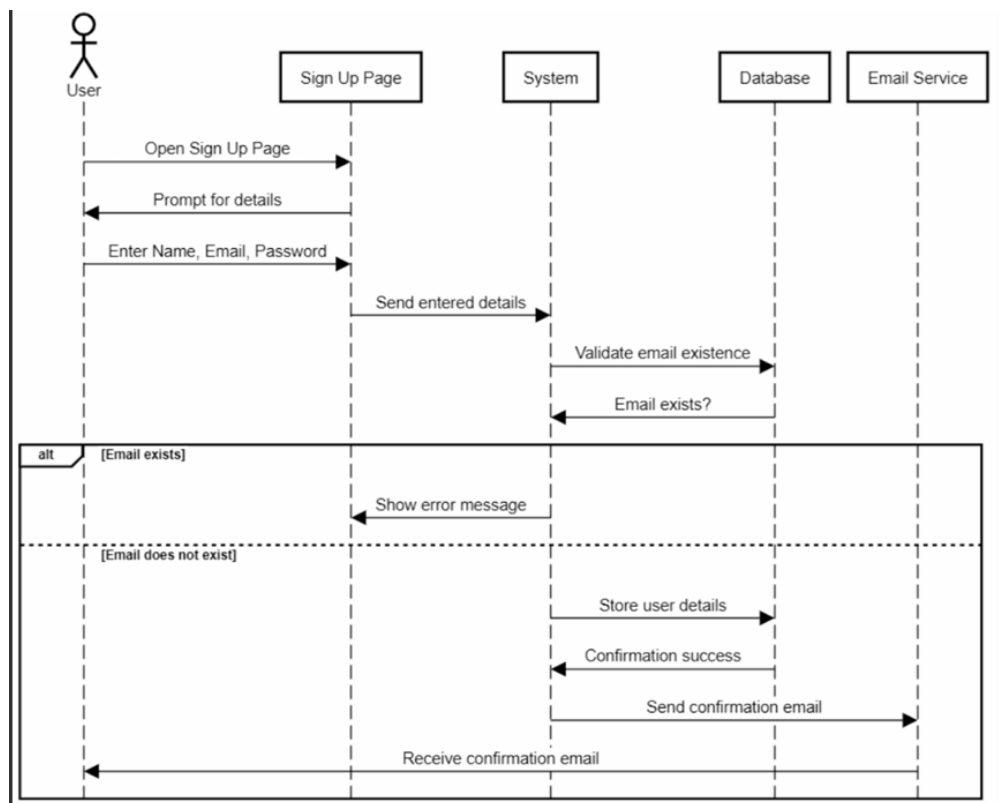 User
Sign Up Page
System
Database
Email Service
Open Sign Up Page
Prompt for details
Enter Name, Email, Password
Send entered details
Validate email existence
Email exists?
alt
[Email exists]
Show error message
[Email does not exist]
Store user details
Confirmation success
Send confirmation email
Receive confirmation email